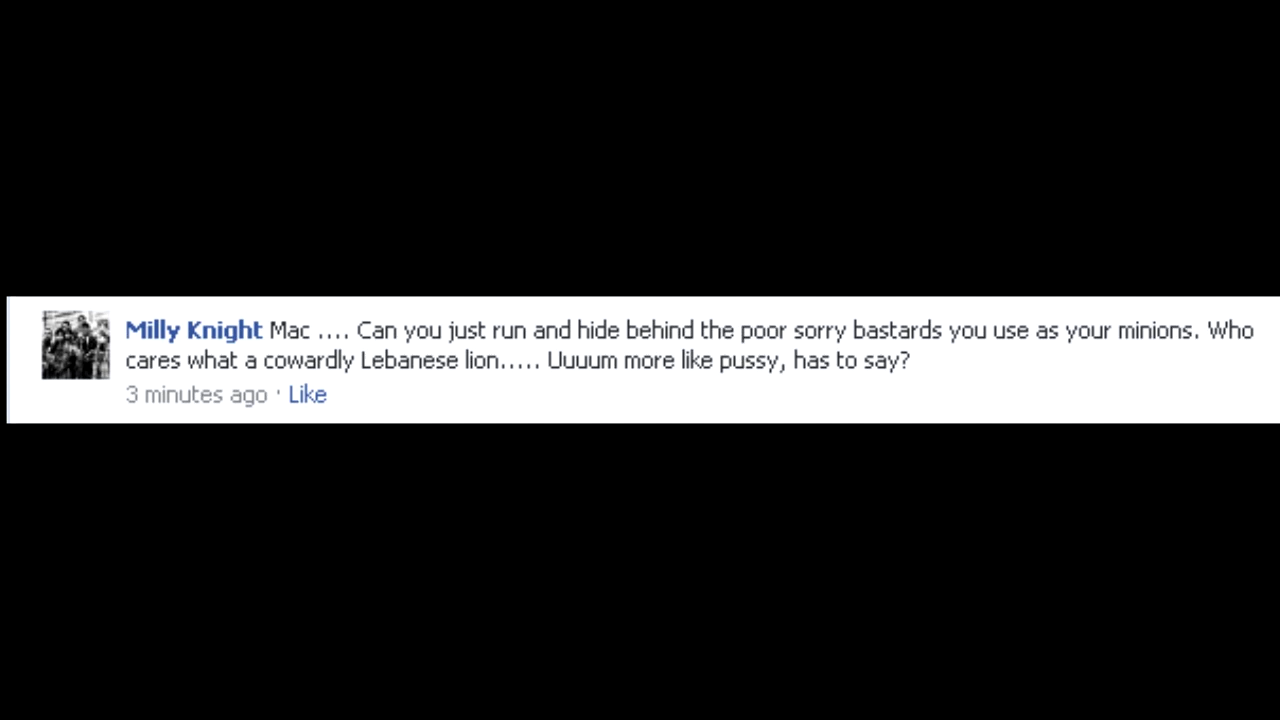 Milly Knight Mac .... Can you just run and hide behind the poor sorry bastards you use as your minions. Who
cares what a cowardly Lebanese lion..... Uuuum more like pussy, has to say?
3 minutes ago · Like